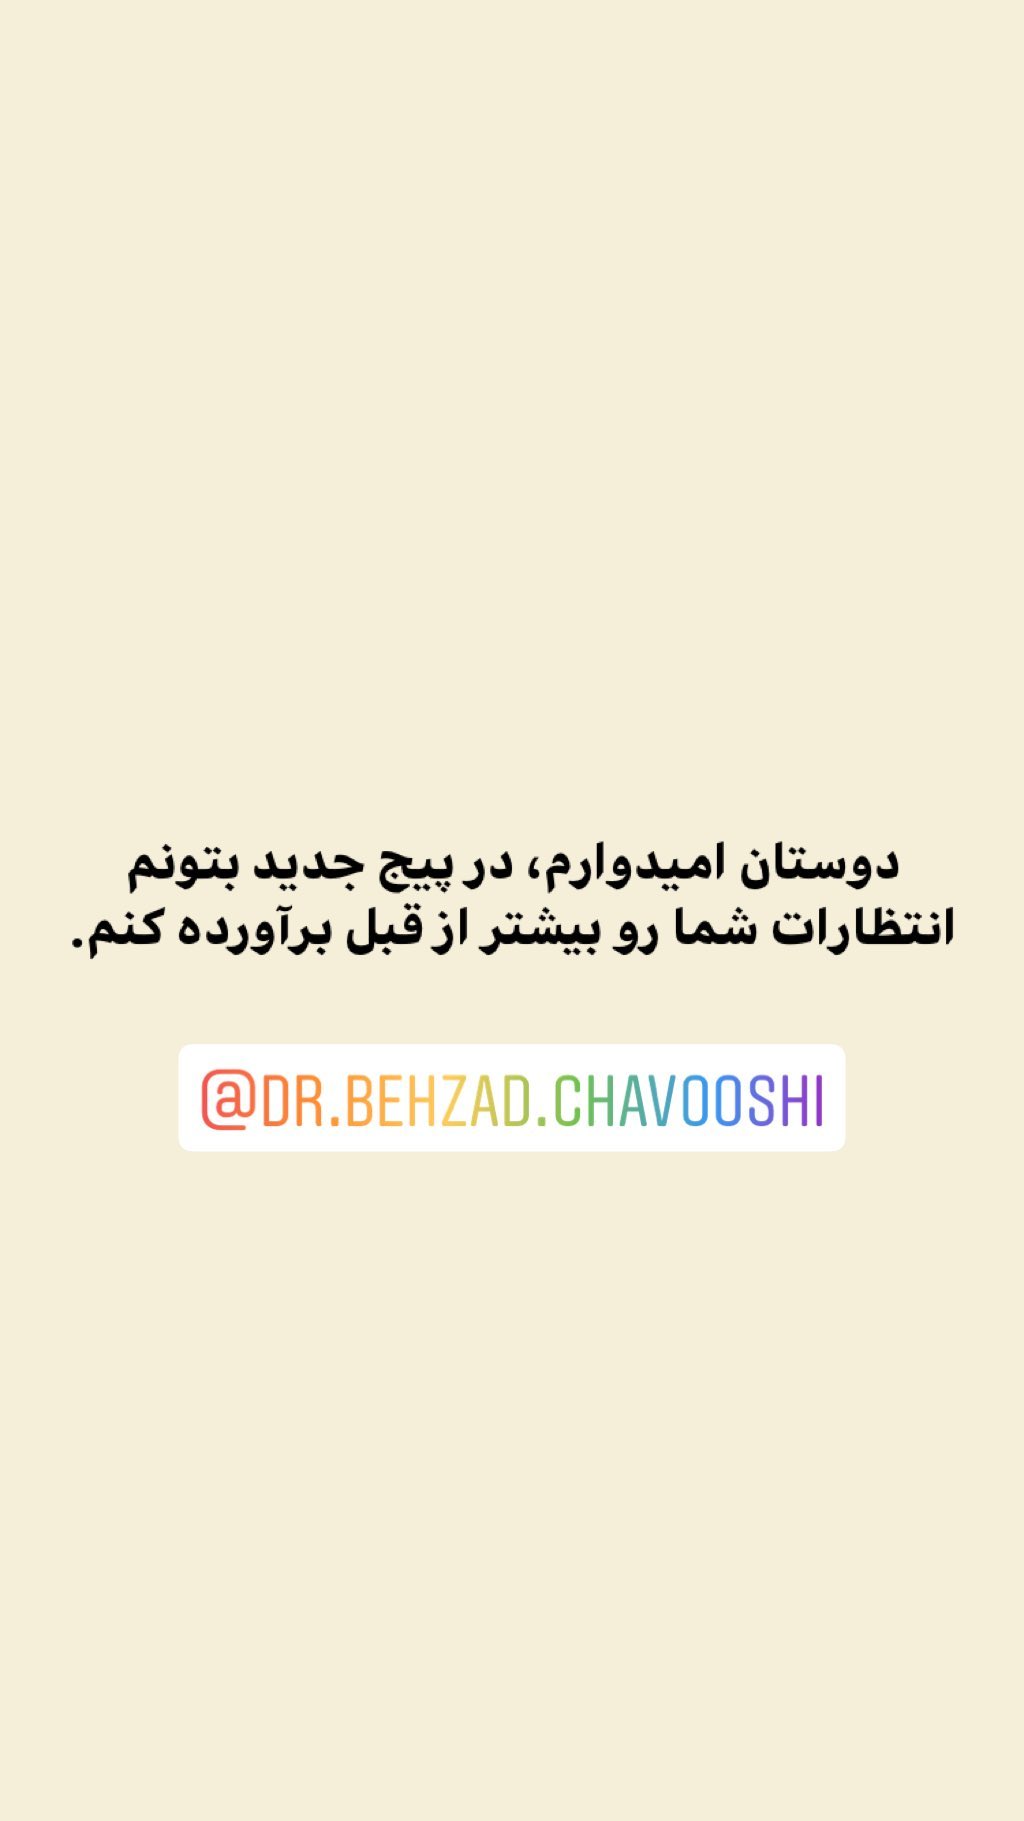 دوستان امیدوارم، در پیج جدید بتونم
انتظارات شما رو بیشتر از قبل برآورده کنم.
@DR.BEHZAD.CHAVOOSHI